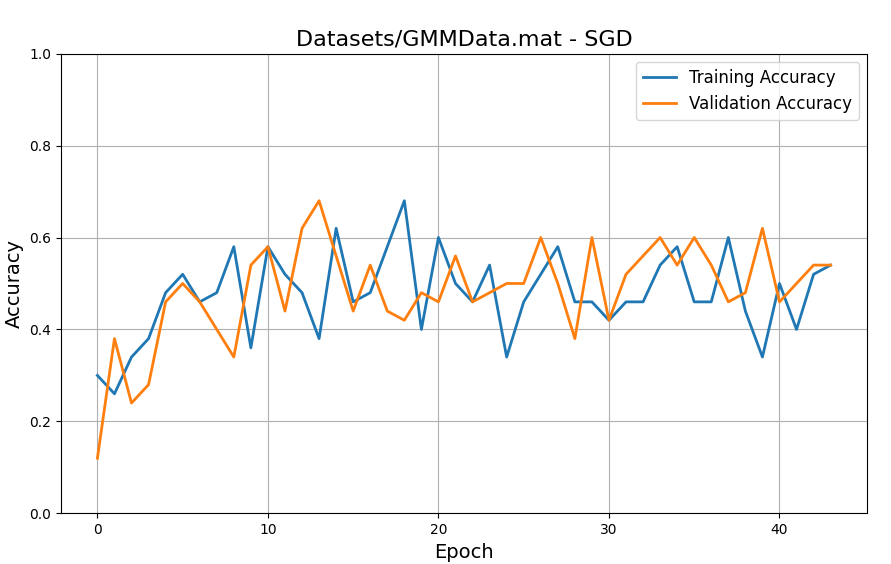 Datasets/GMMData.mat - SGD
Training Accuracy
Validation Accuracy
Accuracy
1.0
0.8
0.6
0.4
0.2
0.0
0 10 20 30 40
Epoch